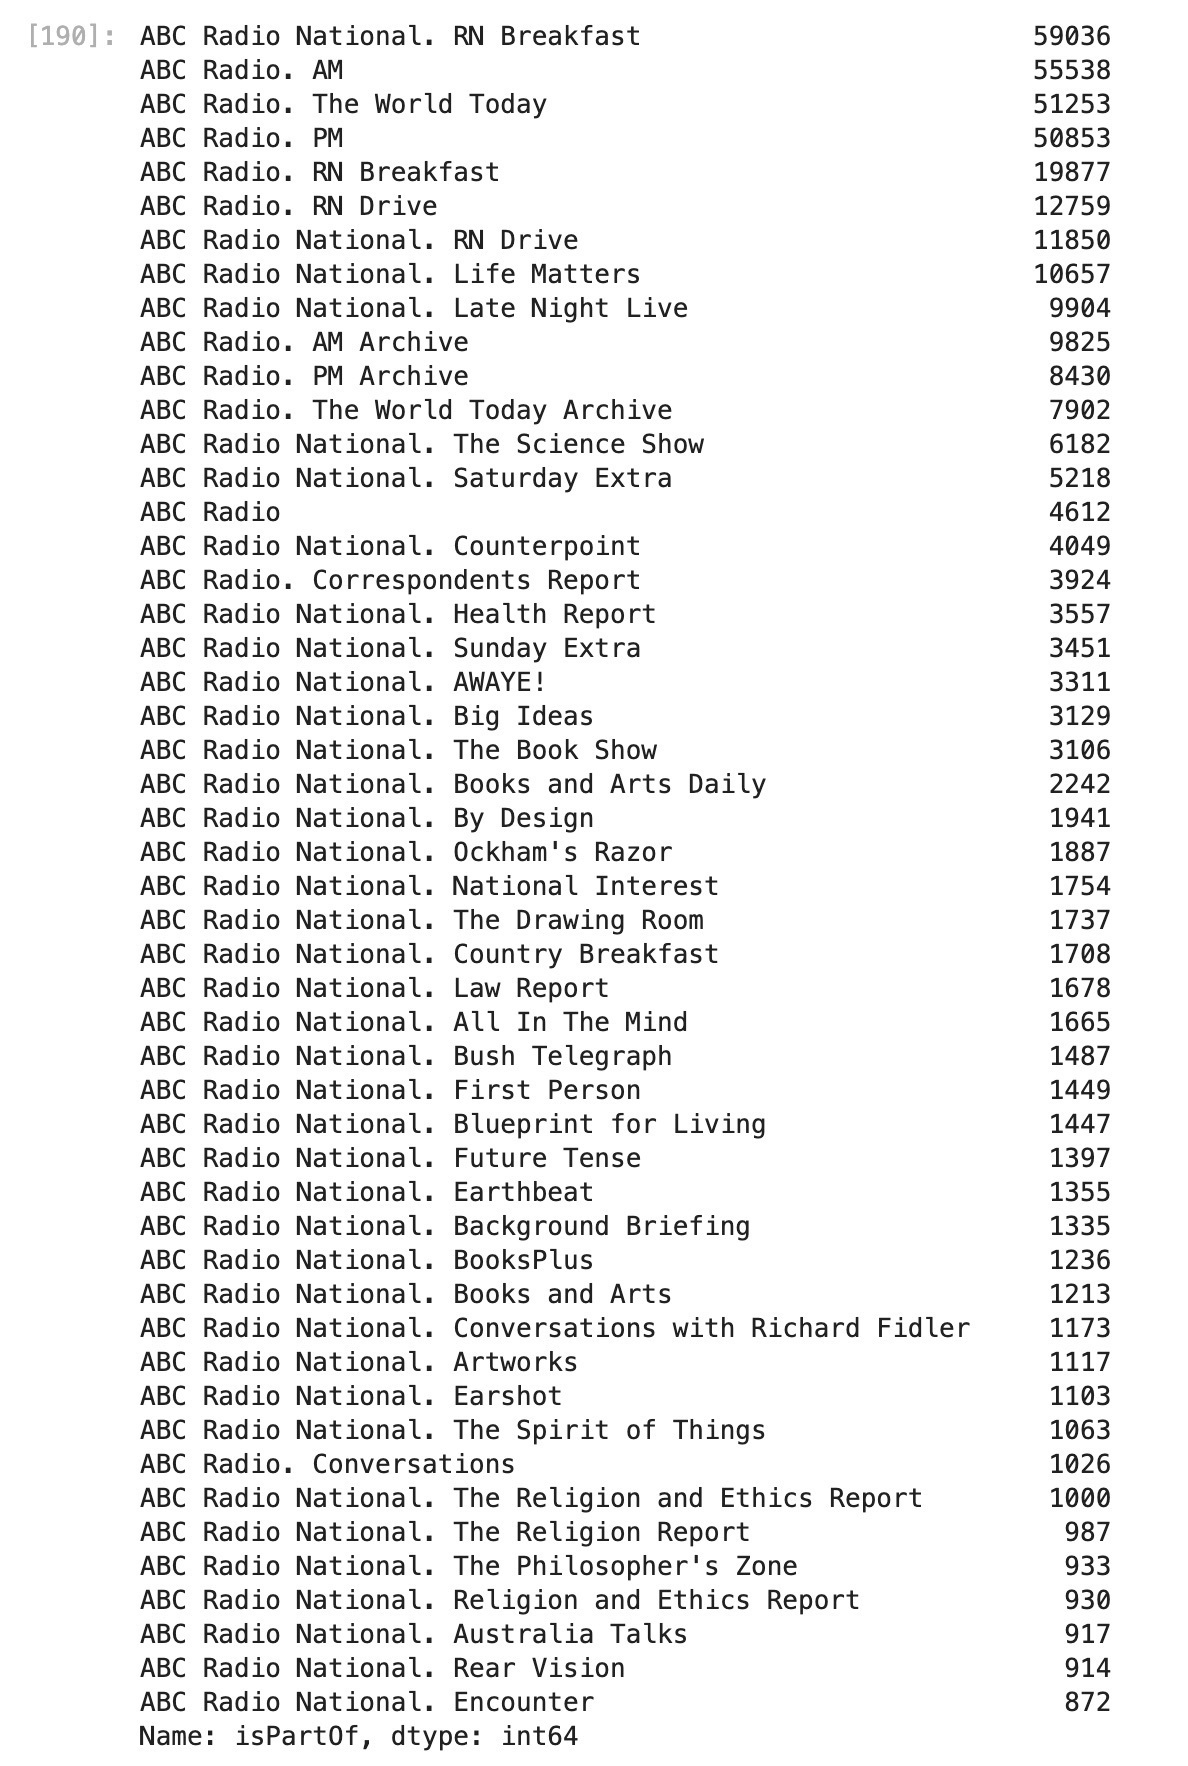 [190]: ABC Radio National. RN Breakfast 59036
ABC Radio. AM 55538
ABC Radio. The World Today 51253
ABC Radio. PM 50853
ABC Radio. RN Breakfast 19877
ABC Radio. RN Drive 12759
ABC Radio National. RN Drive 11850
ABC Radio National. Life Matters 10657
ABC Radio National. Late Night Live 9904
ABC Radio. AM Archive 9825
ABC Radio. PM Archive 8430
ABC Radio. The World Today Archive 7902
ABC Radio National. The Science Show 6182
ABC Radio National. Saturday Extra 5218
ABC Radio 4612
ABC Radio National. Counterpoint 4049
ABC Radio. Correspondents Report 3924
ABC Radio National. Health Report 3557
ABC Radio National. Sunday Extra 3451
ABC Radio National. AWAYE! 3311
ABC Radio National. Big Ideas 3129
ABC Radio National. The Book Show 3106
ABC Radio National. Books and Arts Daily 2242
ABC Radio National. By Design 1941
ABC Radio National. Ockham's Razor 1887
ABC Radio National. National Interest 1754
ABC Radio National. The Drawing Room 1737
ABC Radio National. Country Breakfast 1708
ABC Radio National. Law Report 1678
ABC Radio National. All In The Mind 1665
ABC Radio National. Bush Telegraph 1487
ABC Radio National. First Person 1449
ABC Radio National. Blueprint for Living 1447
ABC Radio National. Future Tense 1397
ABC Radio National. Earthbeat 1355
ABC Radio National. Background Briefing 1335
ABC Radio National. BooksPlus 1236
ABC Radio National. Books and Arts 1213
ABC Radio National. Conversations with Richard Fidler 1173
ABC Radio National. Artworks 1117
ABC Radio National. Earshot 1103
ABC Radio National. The Spirit of Things 1063
ABC Radio. Conversations 1026
ABC Radio National. The Religion and Ethics Report 1000
ABC Radio National. The Religion Report 987
ABC Radio National. The Philosopher's Zone 933
ABC Radio National. Religion and Ethics Report 930
ABC Radio National. Australia Talks 917
ABC Radio National. Rear Vision 914
ABC Radio National. Encounter 872
Name: isPartOf, dtype: int64